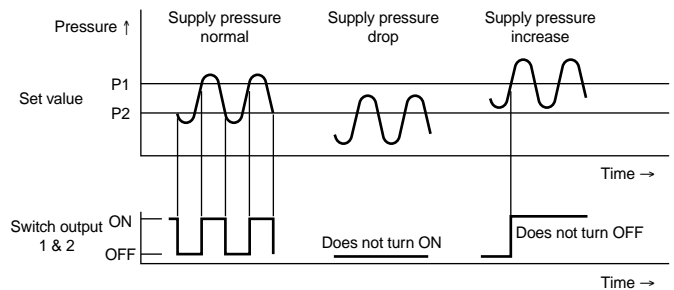 Pressure ↑
Supply pressure
normal
Supply pressure
drop
Supply pressure
increase
Set value
P1
P2
Time →
Switch output
1 & 2
ON
OFF
Does not turn ON
Does not turn OFF
Time →